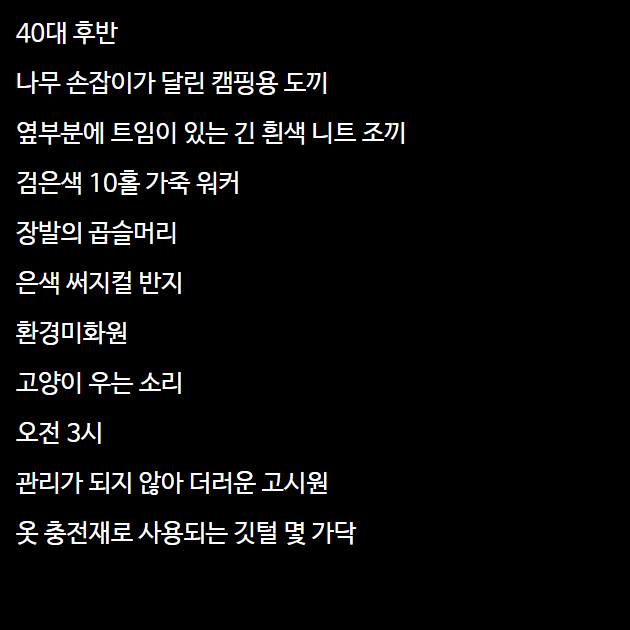 40대 후반
나무 손잡이가 달린 캠핑용 도끼
옆부분에 트임이 있는 긴 흰색 니트 조끼
검은색 10홀 가죽 워커
장발의 곱슬머리
은색 써지컬 반지
환경미화원
고양이 우는 소리
오전 3시
관리가 되지 않아 더러운 고시원
옷 충전재로 사용되는 깃털 몇 가닥